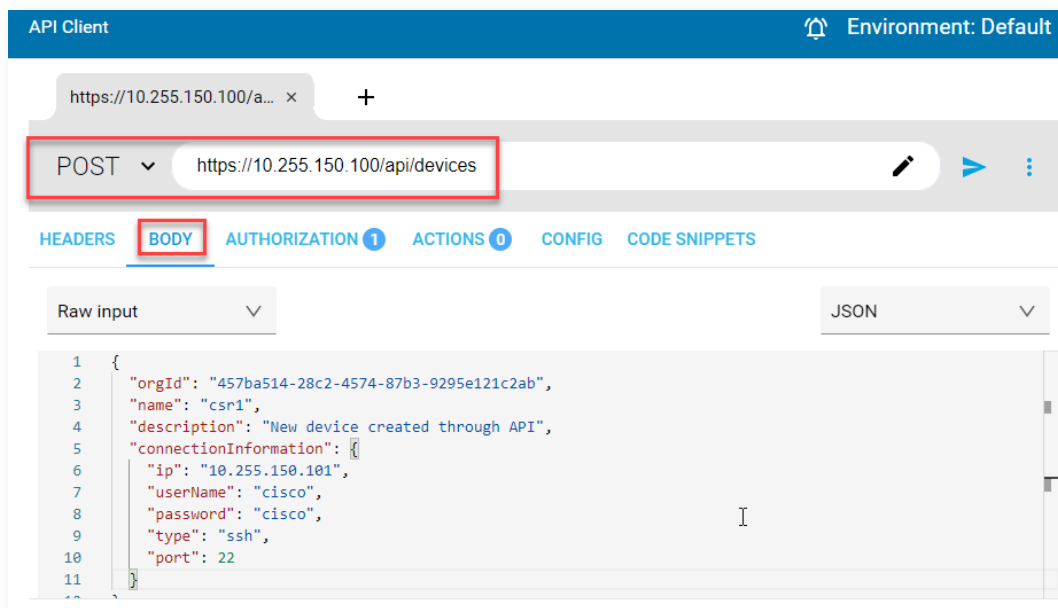 API Client
Environment: Default
https://10.255.150.100/a... ×
+
POST
https://10.255.150.100/api/devices
HEADERS BODY AUTHORIZATION 1 ACTIONS 0 CONFIG CODE SNIPPETS
Raw input
JSON
1 {
2 "orgId": "457ba514-28c2-4574-87b3-9295e121c2ab",
3 "name": "csr1",
4 "description": "New device created through API",
5 "connectionInformation": {
6 "ip": "10.255.150.101",
7 "userName": "cisco",
8 "password": "cisco",
9 "type": "ssh",
10 "port": 22
11 }